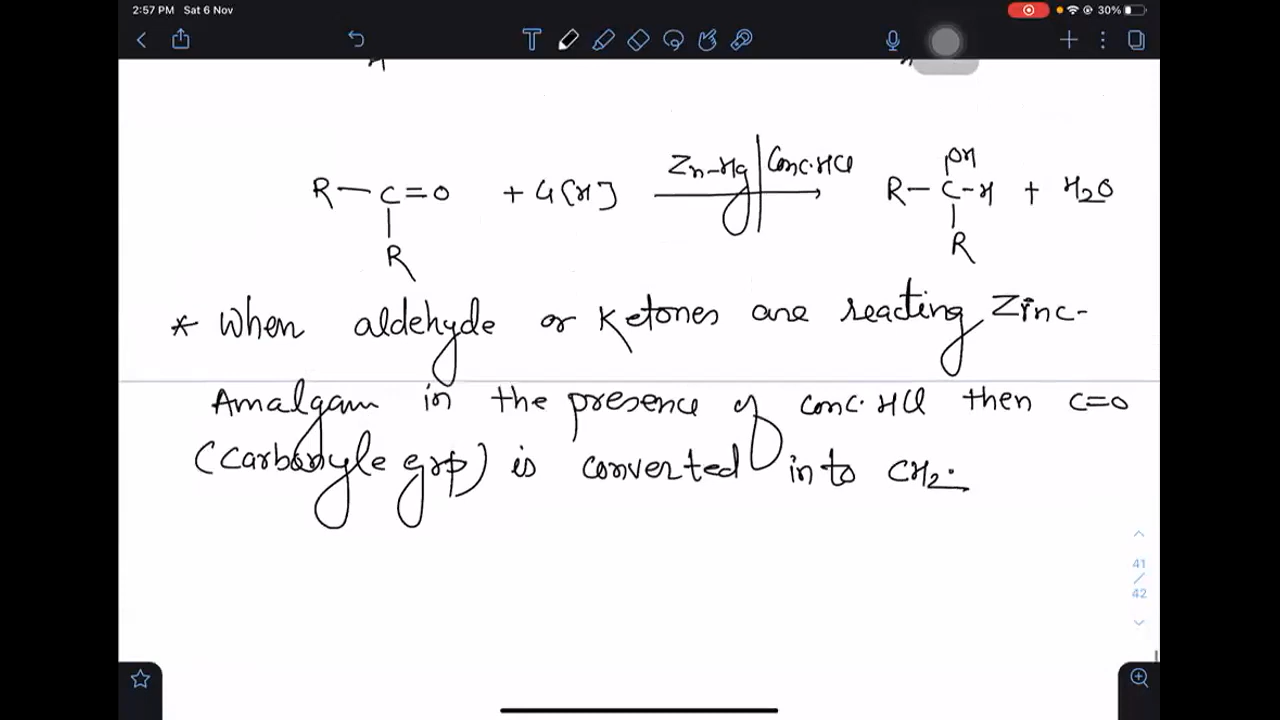 2:57 PM Sat 6 Nov
30%
T
OH
Zn-Hg | Conc. HCl
R-C=O + 4[H] R-C-H + H2O
R R
* When aldehyde or Ketones are reacting Zinc-
Amalgam in the presence of conc. HCl then C=O
(Carbonyle grp) is converted into CH2.
41
/
42